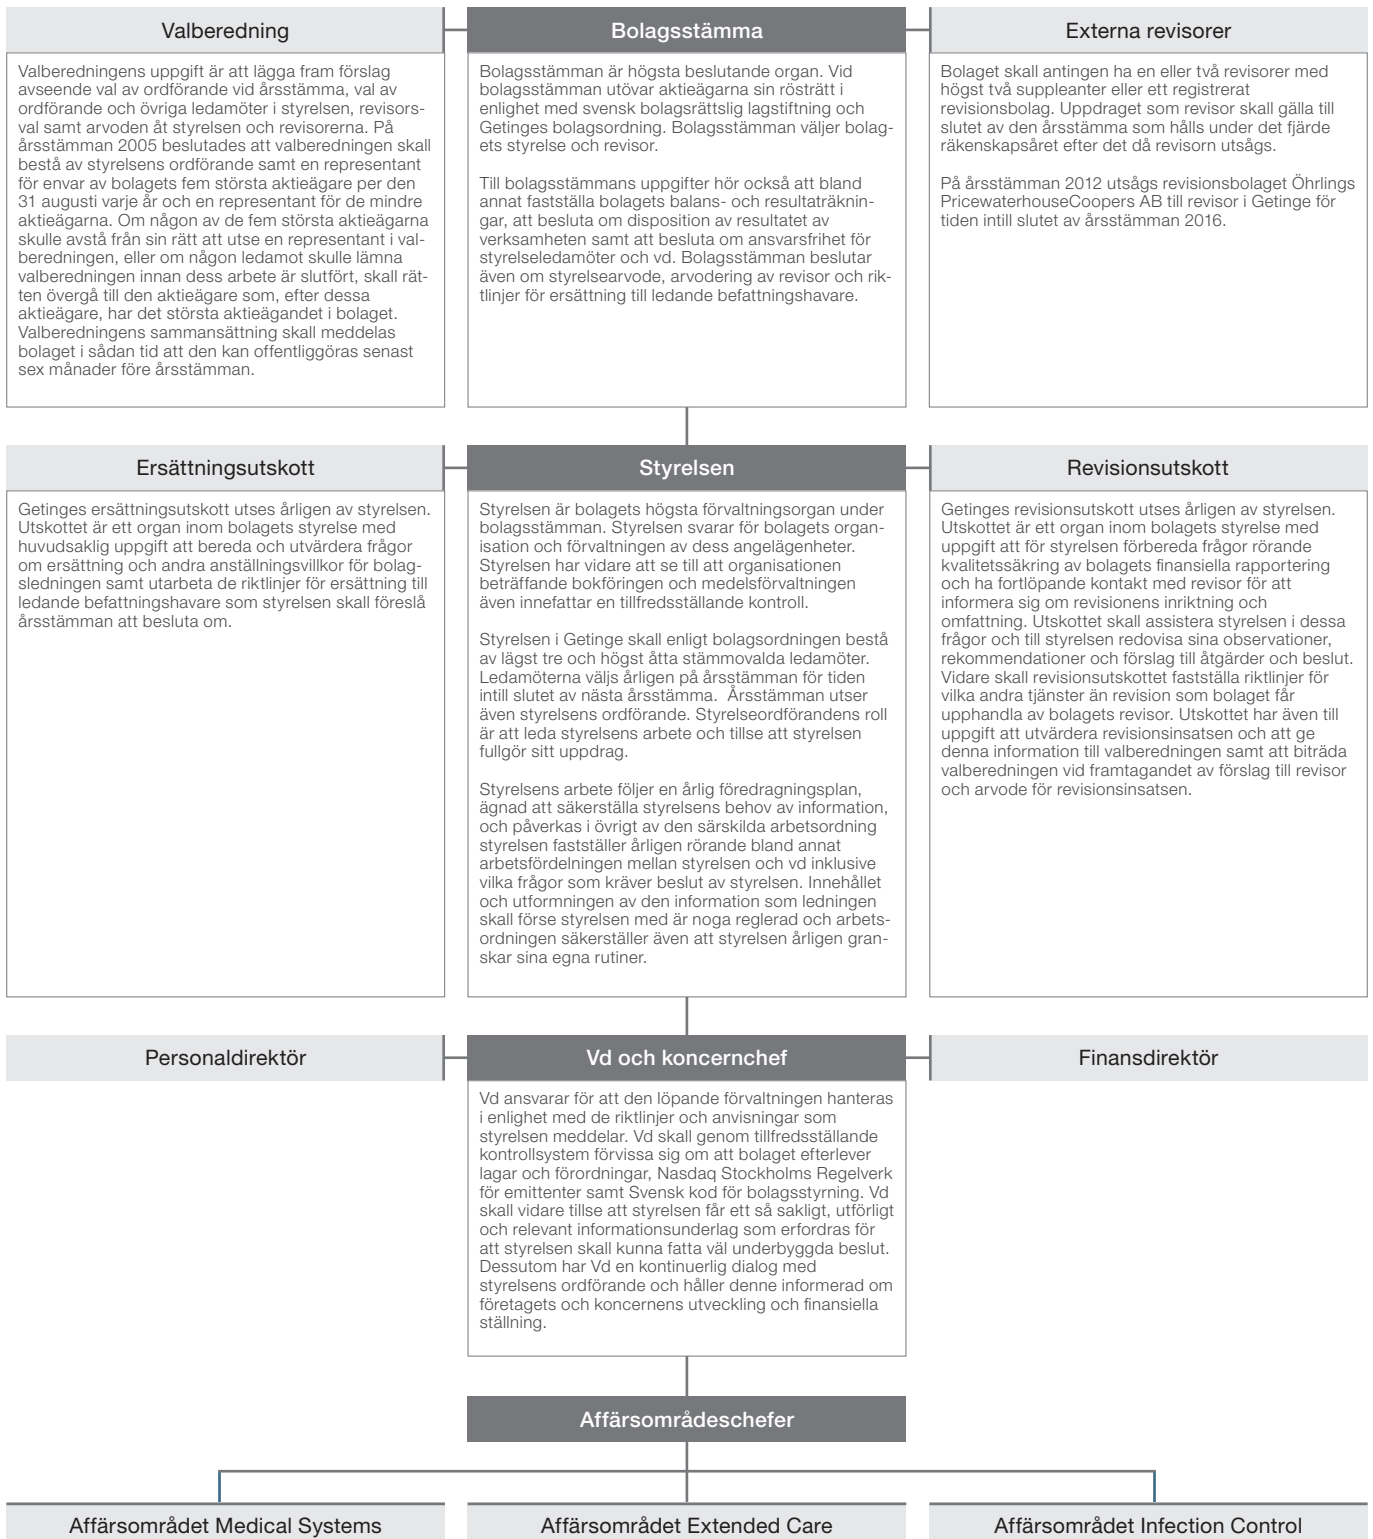 Valberedning
Valberedningens uppgift är att lägga fram förslag
avseende val av ordförande vid årsstämma, val av
ordförande och övriga ledamöter i styrelsen, revisors-
val samt arvoden åt styrelsen och revisorerna. På
årsstämman 2005 beslutades att valberedningen skall
bestå av styrelsens ordförande samt en representant
för envar av bolagets fem största aktieägare per den
31 augusti varje år och en representant för de mindre
aktieägarna. Om någon av de fem största aktieägarna
skulle avstå från sin rätt att utse en representant i val-
beredningen, eller om någon ledamot skulle lämna
valberedningen innan dess arbete är slutfört, skall rät-
ten övergå till den aktieägare som, efter dessa
aktieägare, har det största aktieägandet i bolaget.
Valberedningens sammansättning skall meddelas
bolaget i sådan tid att den kan offentliggöras senast
sex månader före årsstämman.
Bolagsstämma
Bolagsstämman är högsta beslutande organ. Vid
bolagsstämman utövar aktieägarna sin rösträtt i
enlighet med svensk bolagsrättslig lagstiftning och
Getinges bolagsordning. Bolagsstämman väljer bolag-
ets styrelse och revisor.
Till bolagsstämmans uppgifter hör också att bland
annat fastställa bolagets balans- och resultaträknin-
gar, att besluta om disposition av resultatet av
verksamheten samt att besluta om ansvarsfrihet för
styrelseledamöter och vd. Bolagsstämman beslutar
även om styrelsearvode, arvodering av revisor och rik-
tlinjer för ersättning till ledande befattningshavare.
Externa revisorer
Bolaget skall antingen ha en eller två revisorer med
högst två suppleanter eller ett registrerat
revisionsbolag. Uppdraget som revisor skall gälla till
slutet av den årsstämma som hålls under det fjärde
räkenskapsåret efter det då revisorn utsågs.
På årsstämman 2012 utsågs revisionsbolaget Öhrlings
PricewaterhouseCoopers AB till revisor i Getinge för
tiden intill slutet av årsstämman 2016.
Ersättningsutskott
Getinges ersättningsutskott utses årligen av styrelsen.
Utskottet är ett organ inom bolagets styrelse med
huvudsaklig uppgift att bereda och utvärdera frågor
om ersättning och andra anställningsvillkor för bolag-
sledningen samt utarbeta de riktlinjer för ersättning till
ledande befattningshavare som styrelsen skall föreslå
årsstämman att besluta om.
Styrelsen
Styrelsen är bolagets högsta förvaltningsorgan under
bolagsstämman. Styrelsen svarar för bolagets organ-
isation och förvaltningen av dess angelägenheter.
Styrelsen har vidare att se till att organisationen
beträffande bokföringen och medelsförvaltningen
även innefattar en tillfredsställande kontroll.
Styrelsen i Getinge skall enligt bolagsordningen bestå
av lägst tre och högst åtta stämmovalda ledamöter.
Ledamöterna väljs årligen på årsstämman för tiden
intill slutet av nästa årsstämma. Årsstämman utser
även styrelsens ordförande. Styrelseordförandens roll
är att leda styrelsens arbete och tillse att styrelsen
fullgör sitt uppdrag.
Styrelsens arbete följer en årlig föredragningsplan,
ägnad att säkerställa styrelsens behov av information,
och påverkas i övrigt av den särskilda arbetsordning
styrelsen fastställer årligen rörande bland annat
arbetsfördelningen mellan styrelsen och vd inklusive
vilka frågor som kräver beslut av styrelsen. Innehållet
och utformningen av den information som ledningen
skall förse styrelsen med är noga reglerad och arbets-
ordningen säkerställer även att styrelsen årligen gran-
skar sina egna rutiner.
Revisionsutskott
Getinges revisionsutskott utses årligen av styrelsen.
Utskottet är ett organ inom bolagets styrelse med
uppgift att för styrelsen förbereda frågor rörande
kvalitetssäkring av bolagets finansiella rapportering
och ha fortlöpande kontakt med revisor för att
informera sig om revisionens inriktning och
omfattning. Utskottet skall assistera styrelsen i dessa
frågor och till styrelsen redovisa sina observationer,
rekommendationer och förslag till åtgärder och beslut.
Vidare skall revisionsutskottet fastställa riktlinjer för
vilka andra tjänster än revision som bolaget får
upphandla av bolagets revisor. Utskottet har även till
uppgift att utvärdera revisionsinsatsen och att ge
denna information till valberedningen samt att biträda
valberedningen vid framtagandet av förslag till revisor
och arvode för revisionsinsatsen.
Personaldirektör
Vd och koncernchef
Finansdirektör
Vd ansvarar för att den löpande förvaltningen hanteras
i enlighet med de riktlinjer och anvisningar som
styrelsen meddelar. Vd skall genom tillfredsställande
kontrollsystem förvissa sig om att bolaget efterlever
lagar och förordningar, Nasdaq Stockholms Regelverk
för emittenter samt Svensk kod för bolagsstyrning. Vd
skall vidare tillse att styrelsen får ett så sakligt, utförligt
och relevant informationsunderlag som erfordras för
att styrelsen skall kunna fatta väl underbyggda beslut.
Dessutom har Vd en kontinuerlig dialog med
styrelsens ordförande och håller denne informerad om
företagets och koncernens utveckling och finansiella
ställning.
Affärsområdeschefer
Affärsområdet Medical Systems
Affärsområdet Extended Care
Affärsområdet Infection Control